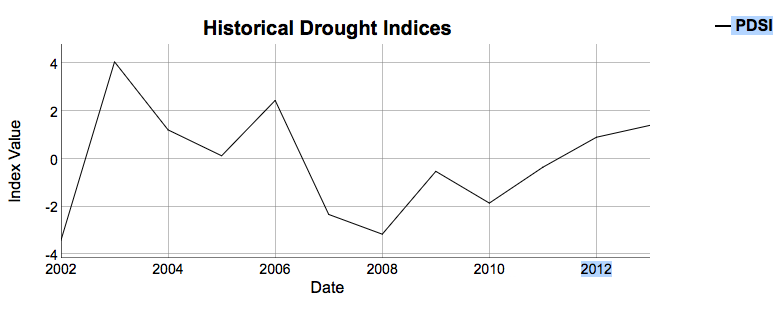 Historical Drought Indices
PDSI
4
2
0
-2
-4
Index Value
2002 2004 2006 2008 2010 2012
Date